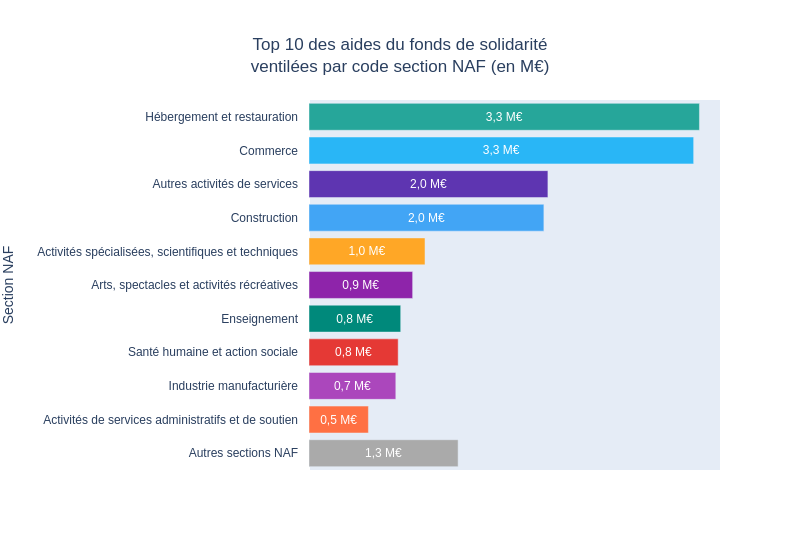 Top 10 des aides du fonds de solidarité
ventilées par code section NAF (en M€)
Section NAF
Hébergement et restauration 3,3 M€
Commerce 3,3 M€
Autres activités de services 2,0 M€
Construction 2,0 M€
Activités spécialisées, scientifiques et techniques 1,0 M€
Arts, spectacles et activités récréatives 0,9 M€
Enseignement 0,8 M€
Santé humaine et action sociale 0,8 M€
Industrie manufacturière 0,7 M€
Activités de services administratifs et de soutien 0,5 M€
Autres sections NAF 1,3 M€